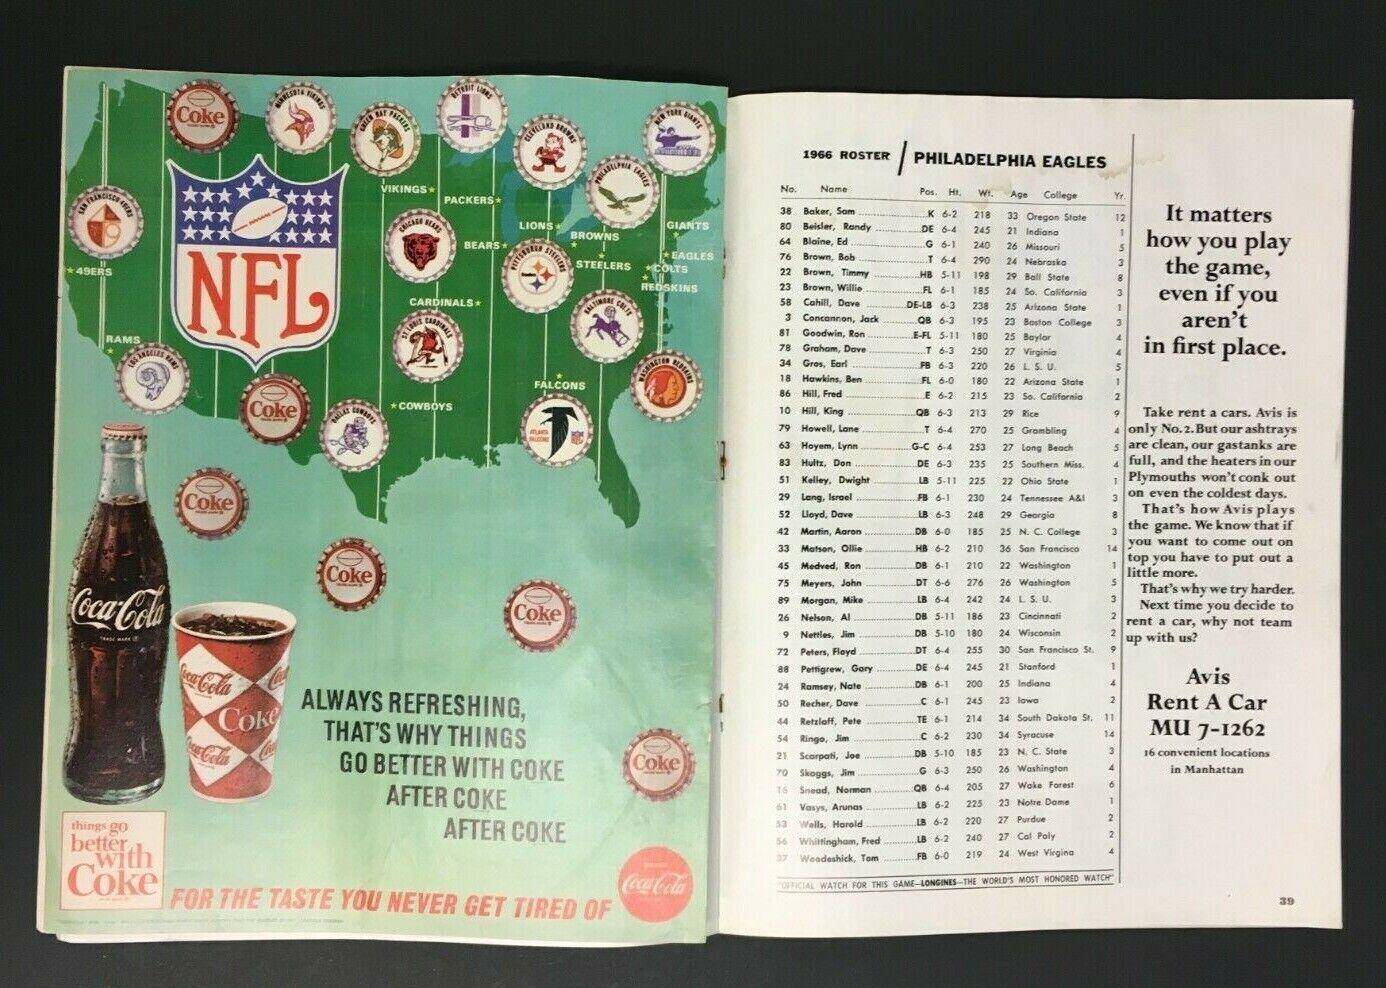 Coke
MINNESOTA VIKINGS
GREEN BAY PACKERS
DETROIT LIONS
CLEVELAND BROWNS
NEW YORK GIANTS
PHILADELPHIA EAGLES
SAN FRANCISCO 49ERS
CHICAGO BEARS
PITTSBURGH STEELERS
Steelers
BALTIMORE COLTS
ST. LOUIS CARDINALS
LOS ANGELES RAMS
WASHINGTON REDSKINS
DALLAS COWBOYS
ATLANTA FALCONS
NFL
VIKINGS
PACKERS
LIONS
BROWNS
GIANTS
BEARS
STEELERS
EAGLES
COLTS
REDSKINS
49ERS
CARDINALS
RAMS
FALCONS
COWBOYS
Coke
Coke
Coke
Coke
Coke
Coca-Cola
TRADE MARK ®
Coca-Cola
Coke
Coca-Cola
ALWAYS REFRESHING,
THAT'S WHY THINGS
GO BETTER WITH COKE
AFTER COKE
AFTER COKE
things go
better
with
Coke
FOR THE TASTE YOU NEVER GET TIRED OF
Coca-Cola
1966 ROSTER / PHILADELPHIA EAGLES
No. Name Pos. Ht. Wt. Age College Yr.
38 Baker, Sam K 6-2 218 33 Oregon State 12
80 Beisler, Randy DE 6-4 245 21 Indiana 1
64 Blaine, Ed G 6-1 240 26 Missouri 5
76 Brown, Bob T 6-4 290 24 Nebraska 3
22 Brown, Timmy HB 5-11 198 29 Ball State 8
23 Brown, Willie FL 6-1 185 24 So. California 3
58 Cahill, Dave DE-LB 6-3 238 25 Arizona State 1
3 Concannon, Jack QB 6-3 195 23 Boston College 3
81 Goodwin, Ron E-FL 5-11 180 25 Baylor 4
78 Graham, Dave T 6-3 250 27 Virginia 4
34 Gros, Earl FB 6-3 220 26 L. S. U. 5
18 Hawkins, Ben FL 6-0 180 22 Arizona State 1
86 Hill, Fred E 6-2 215 23 So. California 2
10 Hill, King QB 6-3 213 29 Rice 9
79 Howell, Lane T 6-4 270 25 Grambling 4
63 Hoyem, Lynn G-C 6-4 253 27 Long Beach 5
83 Hultz, Don DE 6-3 235 25 Southern Miss. 4
51 Kelley, Dwight LB 5-11 225 22 Ohio State 1
29 Lang, Israel FB 6-1 230 24 Tennessee A&I 3
52 Lloyd, Dave LB 6-3 248 29 Georgia 8
42 Martin, Aaron DB 6-0 185 25 N. C. College 3
33 Matson, Ollie HB 6-2 210 36 San Francisco 14
45 Medved, Ron DB 6-1 210 22 Washington 1
75 Meyers, John DT 6-6 276 26 Washington 5
89 Morgan, Mike LB 6-4 242 24 L. S. U. 3
26 Nelson, Al DB 5-11 186 23 Cincinnati 2
9 Nettles, Jim DB 5-10 180 24 Wisconsin 2
72 Peters, Floyd DT 6-4 255 30 San Francisco St. 9
88 Pettigrew, Gary DE 6-4 245 21 Stanford 1
24 Ramsey, Nate DB 6-1 200 25 Indiana 4
50 Recher, Dave C 6-1 245 23 Iowa 2
44 Retzlaff, Pete TE 6-1 214 34 South Dakota St. 11
54 Ringo, Jim C 6-2 230 34 Syracuse 14
21 Scarpati, Joe DB 5-10 185 23 N. C. State 3
70 Skaggs, Jim G 6-3 250 26 Washington 4
16 Snead, Norman QB 6-4 205 27 Wake Forest 6
61 Vasys, Arunas LB 6-2 225 23 Notre Dame 1
53 Wells, Harold LB 6-2 220 27 Purdue 2
56 Whittingham, Fred LB 6-2 240 27 Cal Poly 2
37 Woodeshick, Tom FB 6-0 219 24 West Virgina 4
"OFFICIAL WATCH FOR THIS GAME—LONGINES—THE WORLD'S MOST HONORED WATCH"
It matters
how you play
the game,
even if you
aren't
in first place.
Take rent a cars. Avis is
only No. 2. But our ashtrays
are clean, our gastanks are
full, and the heaters in our
Plymouths won't conk out
on even the coldest days.
That's how Avis plays
the game. We know that if
you want to come out on
top you have to put out a
little more.
That's why we try harder.
Next time you decide to
rent a car, why not team
up with us?
Avis
Rent A Car
MU 7-1262
16 convenient locations
in Manhattan
39